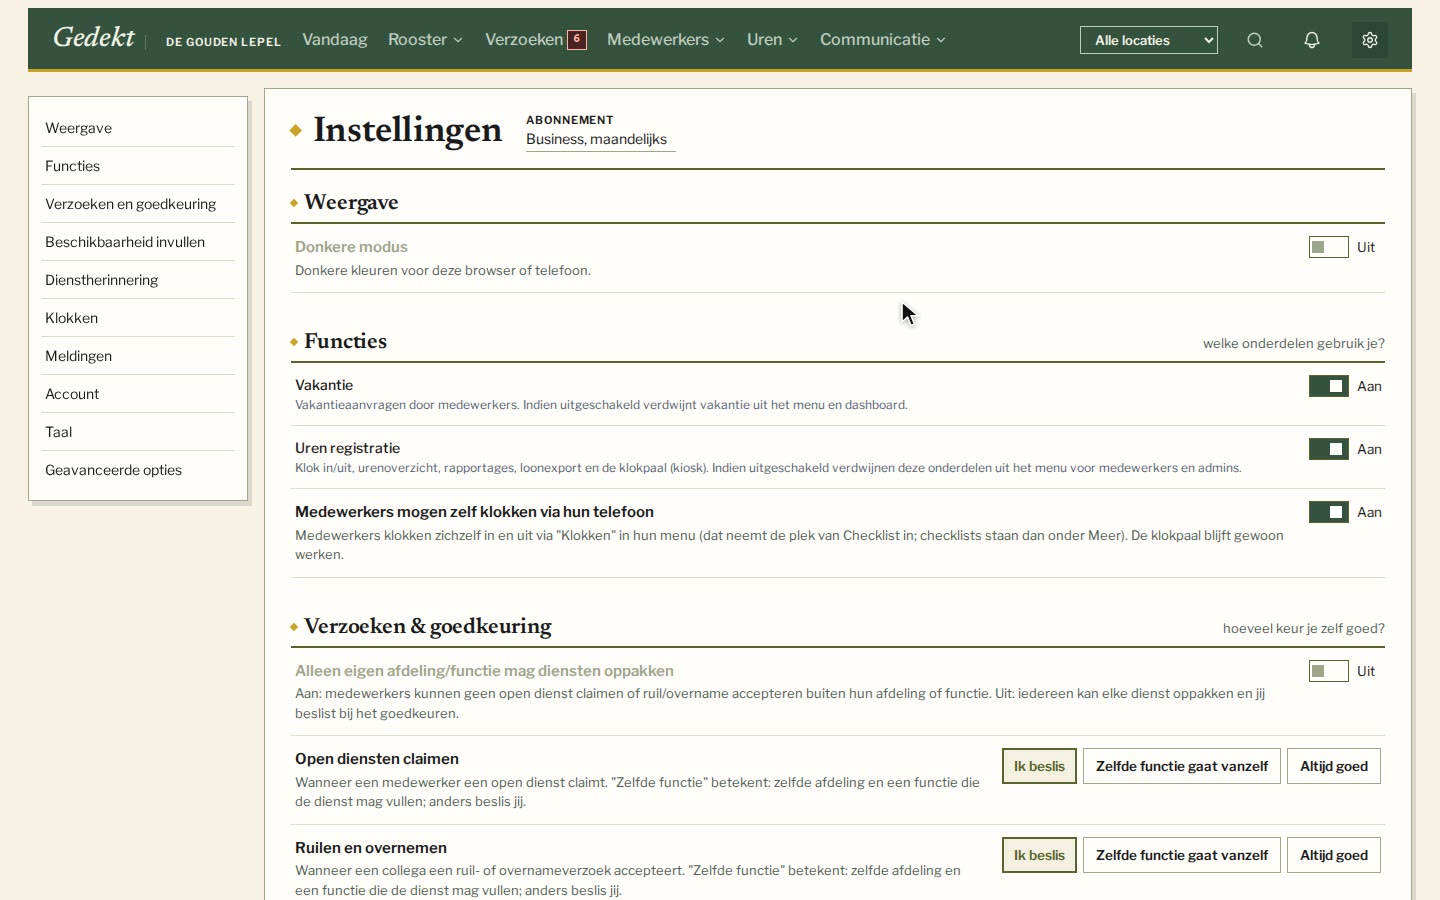 Gedekt
DE GOUDEN LEPEL
Vandaag
Rooster
Verzoeken 6
Medewerkers
Uren
Communicatie
Alle locaties
Weergave
Functies
Verzoeken en goedkeuring
Beschikbaarheid invullen
Dienstherinnering
Klokken
Meldingen
Account
Taal
Geavanceerde opties
Instellingen
ABONNEMENT
Business, maandelijks
Weergave
Donkere modus
Uit
Donkere kleuren voor deze browser of telefoon.
Functies
welke onderdelen gebruik je?
Vakantie
Aan
Vakantieaanvragen door medewerkers. Indien uitgeschakeld verdwijnt vakantie uit het menu en dashboard.
Uren registratie
Aan
Klok in/uit, urenoverzicht, rapportages, loonexport en de klokpaal (kiosk). Indien uitgeschakeld verdwijnen deze onderdelen uit het menu voor medewerkers en admins.
Medewerkers mogen zelf klokken via hun telefoon
Aan
Medewerkers klokken zichzelf in en uit via "Klokken" in hun menu (dat neemt de plek van Checklist in; checklists staan dan onder Meer). De klokpaal blijft gewoon
werken.
Verzoeken & goedkeuring
hoeveel keur je zelf goed?
Alleen eigen afdeling/functie mag diensten oppakken
Uit
Aan: medewerkers kunnen geen open dienst claimen of ruil/overname accepteren buiten hun afdeling of functie. Uit: iedereen kan elke dienst oppakken en jij
beslist bij het goedkeuren.
Open diensten claimen
Ik beslis
Zelfde functie gaat vanzelf
Altijd goed
Wanneer een medewerker een open dienst claimt. "Zelfde functie" betekent: zelfde afdeling en een functie die
de dienst mag vullen; anders beslis jij.
Ruilen en overnemen
Ik beslis
Zelfde functie gaat vanzelf
Altijd goed
Wanneer een collega een ruil- of overnameverzoek accepteert. "Zelfde functie" betekent: zelfde afdeling en
een functie die de dienst mag vullen; anders beslis jij.